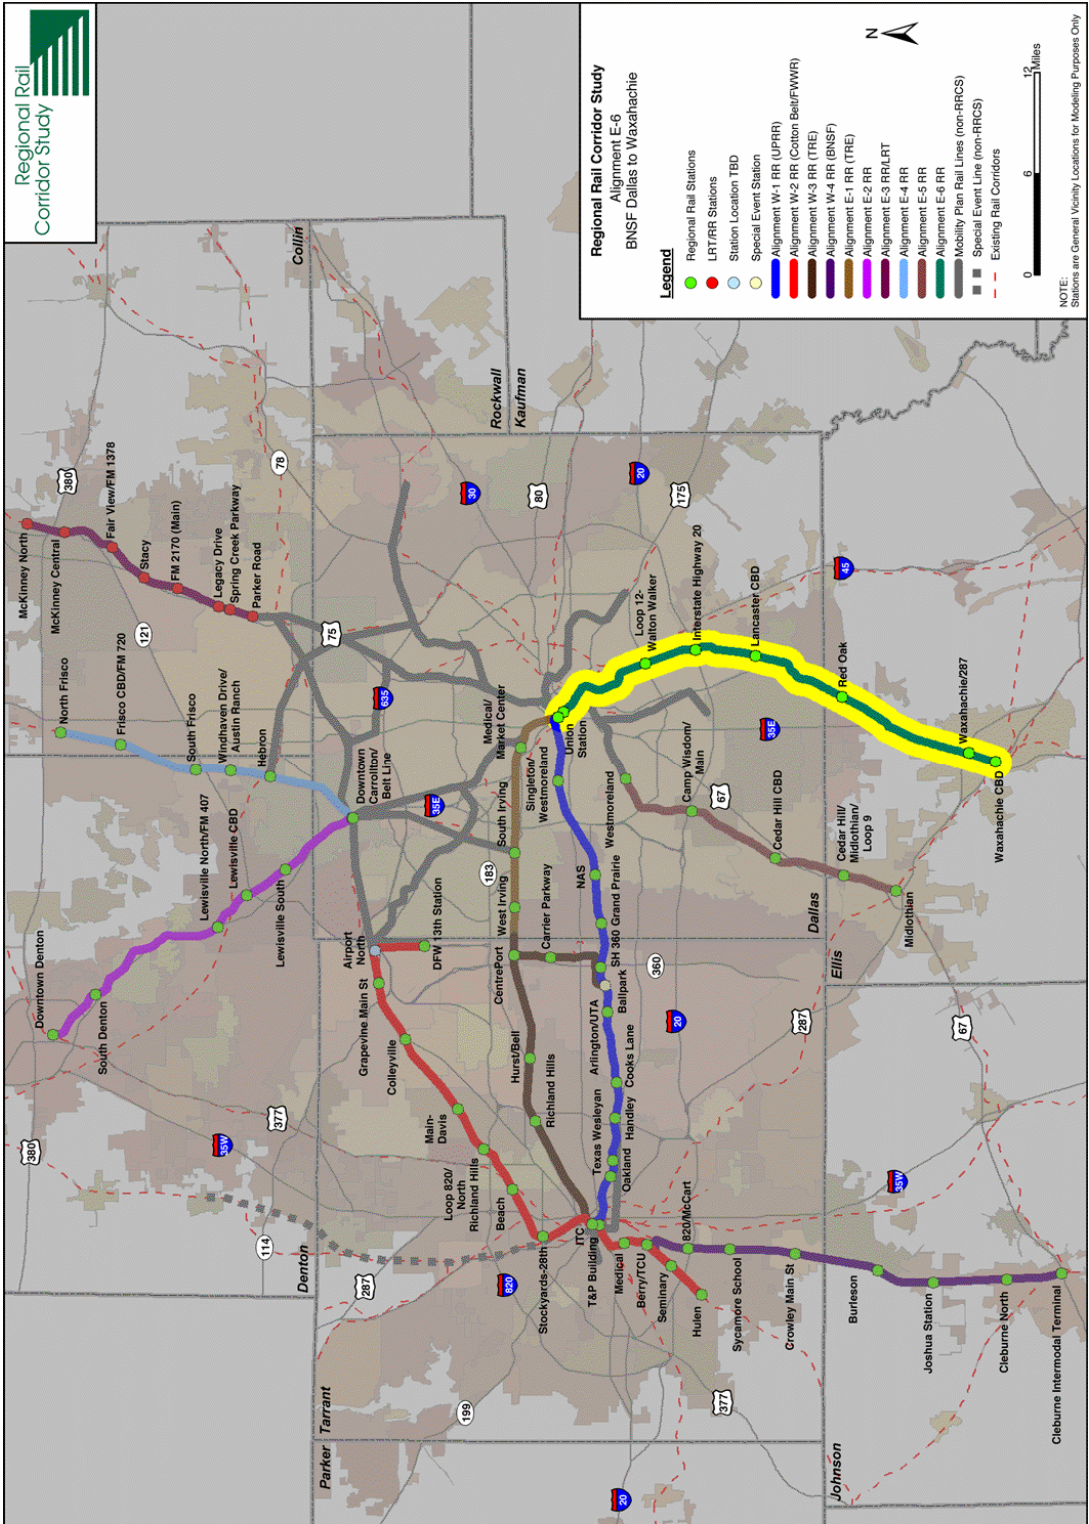 Regional Rail
Corridor Study
Regional Rail Corridor Study
Alignment E-6
BNSF Dallas to Waxahachie
N
Legend
Regional Rail Stations
LRT/RR Stations
Station Location TBD
Special Event Station
Alignment W-1 RR (UPRR)
Alignment W-2 RR (Cotton Belt/FWWR)
Alignment W-3 RR (TRE)
Alignment W-4 RR (BNSF)
Alignment E-1 RR (TRE)
Alignment E-2 RR
Alignment E-3 RR/LRT
Alignment E-4 RR
Alignment E-5 RR
Alignment E-6 RR
Mobility Plan Rail Lines (non-RRCS)
Special Event Line (non-RRCS)
Existing Rail Corridors
0
6
12
Miles
NOTE:
Stations are General Vicinity Locations for Modeling Purposes Only
Collin
Rockwall
Kaufman
Denton
Parker
Tarrant
Johnson
Dallas
Ellis
McKinney North
McKinney Central
Fair View/FM 1378
Stacy
FM 2170 (Main)
Legacy Drive
Spring Creek Parkway
Parker Road
North Frisco
Frisco CBD/FM 720
South Frisco
Windhaven Drive/
Austin Ranch
Hebron
Downtown
Carrollton/
Belt Line
Downtown Denton
South Denton
Lewisville North/FM 407
Lewisville CBD
Lewisville South
Airport
North
DFW 13th Station
Grapevine Main St
Colleyville
Main-
Davis
Loop 820/
North
Richland Hills
Beach
Stockyards-28th
ITC
T&P Building
Medical
Berry/TCU
Seminary
Hulen
820/McCart
Sycamore School
Crowley Main St
Burleson
Joshua Station
Cleburne North
Cleburne Intermodal Terminal
Richland Hills
Hurst/Bell
CentrePort
Carrier Parkway
West Irving
South Irving
Medical/
Market Center
Union
Station
Singleton/
Westmoreland
NAS
Grand Prairie
SH 360
Ballpark
Arlington/UTA
Cooks Lane
Handley
Texas Wesleyan
Oakland
Westmoreland
Camp Wisdom/
Main
Cedar Hill CBD
Cedar Hill/
Midlothian/
Loop 9
Midlothian
Loop 12-
Walton Walker
Interstate Highway 20
Lancaster CBD
Red Oak
Waxahachie/287
Waxahachie CBD
380
78
121
75
30
80
20
175
635
45
35E
35E
67
183
360
20
287
67
380
377
35W
114
287
820
199
377
20
35W